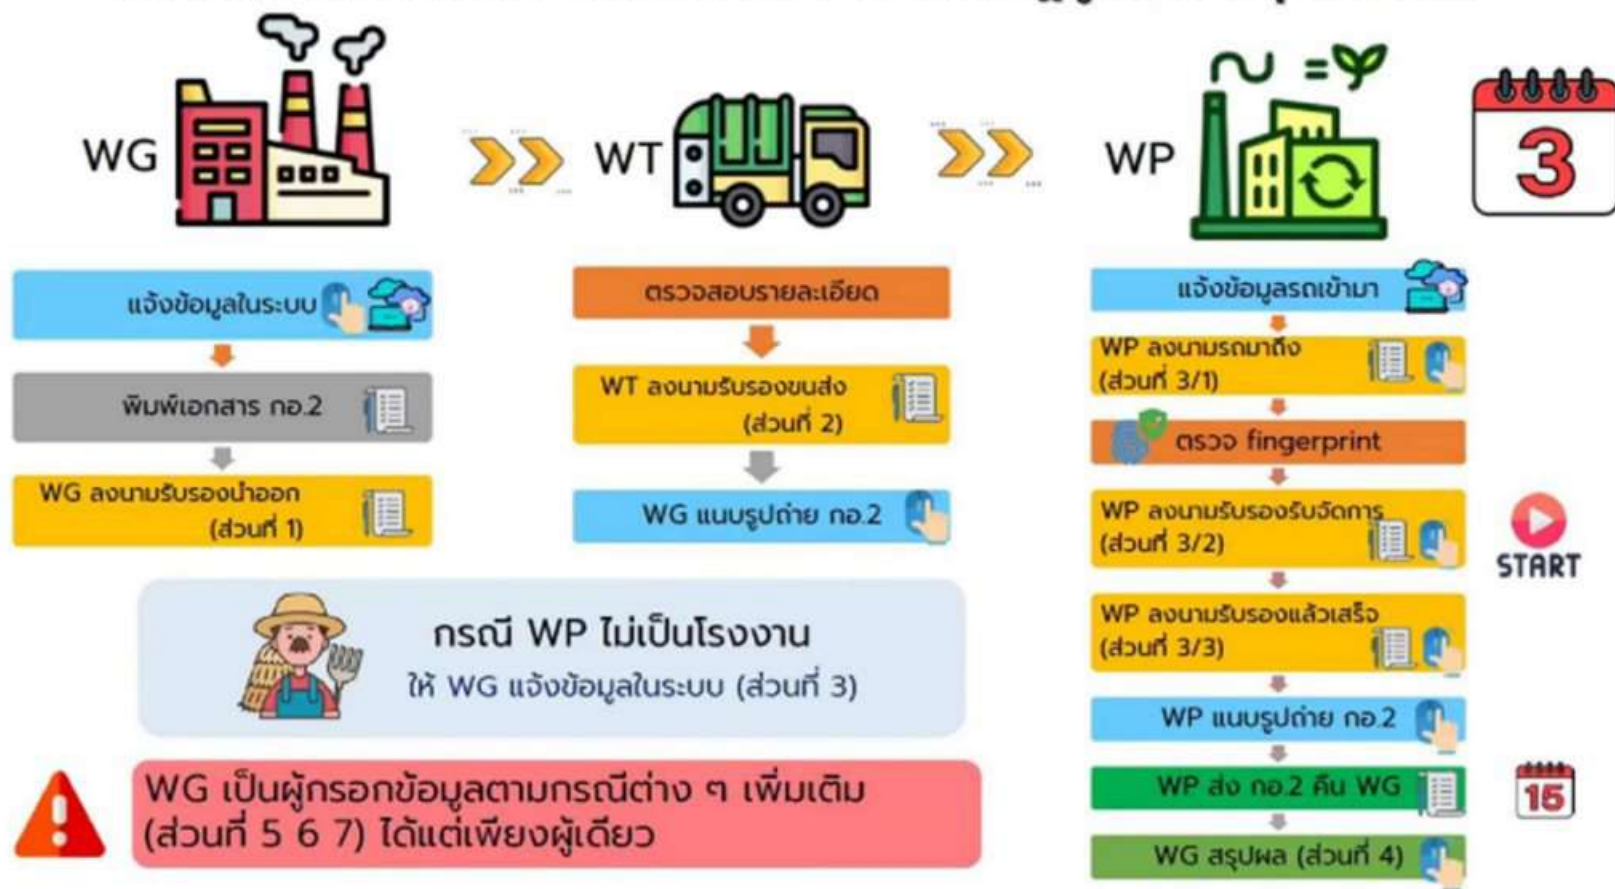 WG
WT
WP
3
แจ้งข้อมูลในระบบ
พิมพ์เอกสาร กอ.2
WG ลงนามรับรองนำออก
(ส่วนที่ 1)
ตรวจสอบรายละเอียด
WT ลงนามรับรองขนส่ง
(ส่วนที่ 2)
WG แนบรูปถ่าย กอ.2
แจ้งข้อมูลรถเข้ามา
WP ลงนามรถมาถึง
(ส่วนที่ 3/1)
ตรวจ fingerprint
WP ลงนามรับรองรับจัดการ
(ส่วนที่ 3/2)
START
WP ลงนามรับรองแล้วเสร็จ
(ส่วนที่ 3/3)
WP แนบรูปถ่าย กอ.2
WP ส่ง กอ.2 คืน WG
15
WG สรุปผล (ส่วนที่ 4)
กรณี WP ไม่เป็นโรงงาน
ให้ WG แจ้งข้อมูลในระบบ (ส่วนที่ 3)
WG เป็นผู้กรอกข้อมูลตามกรณีต่าง ๆ เพิ่มเติม
(ส่วนที่ 5 6 7) ได้แต่เพียงผู้เดียว